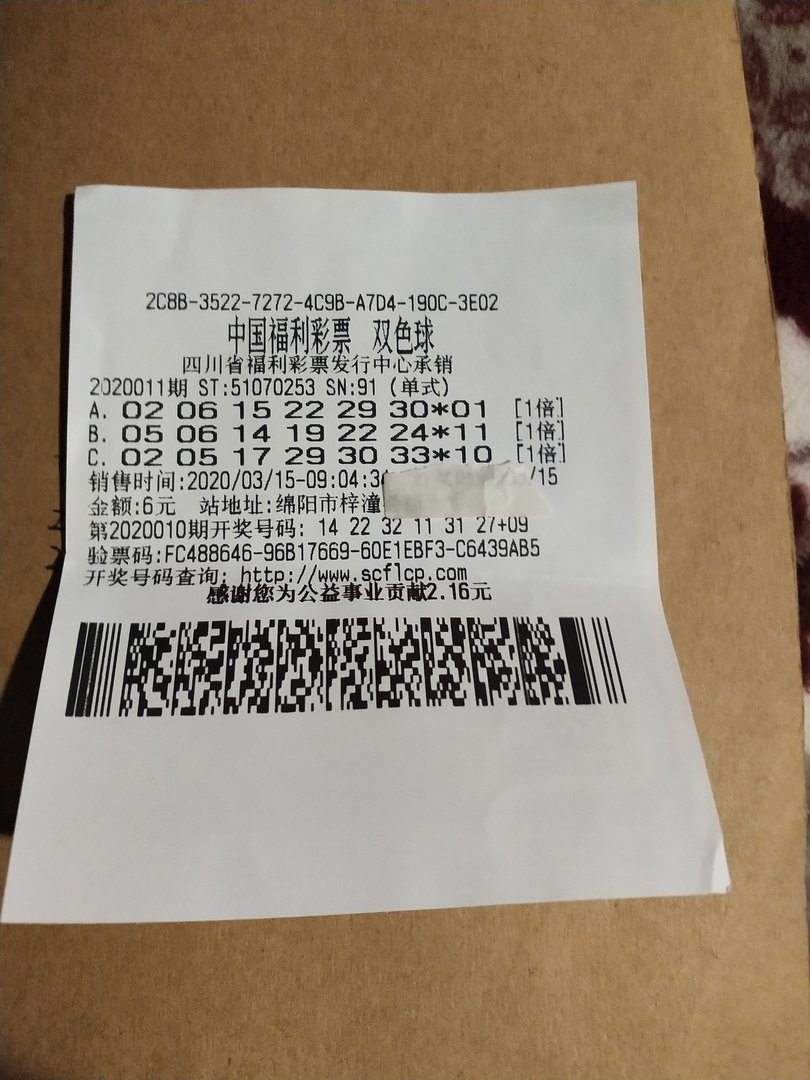 2C8B-3522-7272-4C9B-A7D4-190C-3E02
中国福利彩票 双色球
四川省福利彩票发行中心承销
2020011期 ST:51070253 SN:91 (单式)
A. 02 06 15 22 29 30*01 [1倍]
B. 05 06 14 19 22 24*11 [1倍]
C. 02 05 17 29 30 33*10 [1倍]
销售时间:2020/03/15-09:04:3 /15
金额:6元 站地址:绵阳市梓潼
第2020010期开奖号码: 14 22 32 11 31 27+09
验票码:FC488646-96B17669-60E1EBF3-C6439AB5
开奖号码查询: http://www.scflcp.com
感谢您为公益事业贡献2.16元